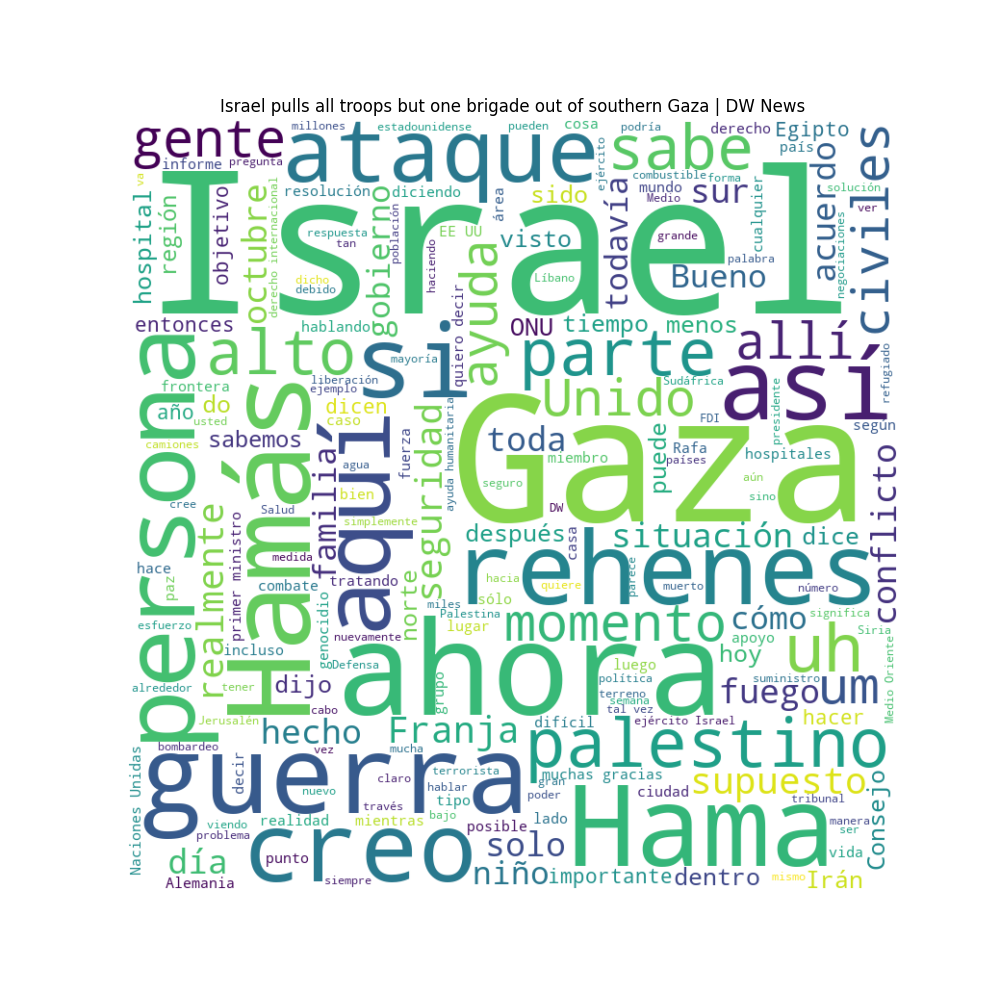 Israel pulls all troops but one brigade out of southern Gaza | DW News
gente
millones
estadounidense
ataque
pueden
cosa
podría
sabe
derecho
Egipto
país
civiles
informe
pregunta
va
Israel
resolución
diciendo
sido
ejército
combustible
forma
mundo
Medio
sur
todavía
cualquier
acuerdo
solución
ver
hospital
región
objetivo
octubre
derecho internacional
respuesta
tan
gobierno
población
haciendo
EE UU
área
visto
grande
palabra
negociaciones
Líbano
Bueno
dicho
debido
ayuda
quiero decir
entonces
hablando
ONU
tiempo
menos
allí
persona
alto
si
mayoría
parte
así
refugiado
frontera
liberación
ejemplo
Unido
Sudáfrica
presidente
año
do
usted
dicen
caso
Hamás
aquí
fuerza
seguridad
ayuda humanitaria
Gaza
FDI
según
camiones
sabemos
familia
agua
toda
puede
Rafa
países
hospitales
conflicto
miembro
bien
seguro
aún
sino
cree
Salud
simplemente
DW
realmente
primer ministro
después
casa
situación
dice
hace
paz
medida
combate
tratando
norte
rehenes
hacia
quiere
parece
muerto
número
sólo
esfuerzo
incluso
genocidio
nuevamente
miles
Palestina
lugar
momento
cómo
significa
Siria
apoyo
hoy
uh
Defensa
ahora
grupo
luego
política
terreno
semana
tal vez
suministro
fuego
um
Medio Oriente
alrededor
tener
dijo
Jerusalén
cabo
hecho
Franja
difícil
ejército Israel
hacer
bombardeo
vez
mucha
palestino
Naciones Unidas
guerra
decir
claro
terrorista
hablar
gran
poder
muchas gracias
ciudad
supuesto
Consejo
nuevo
través
tipo
tribunal
viendo
problema
realidad
mientras
bajo
posible
lado
Hama
manera
ser
día
creo
punto
solo
vida
Alemania
siempre
niño
importante
dentro
mismo
Irán